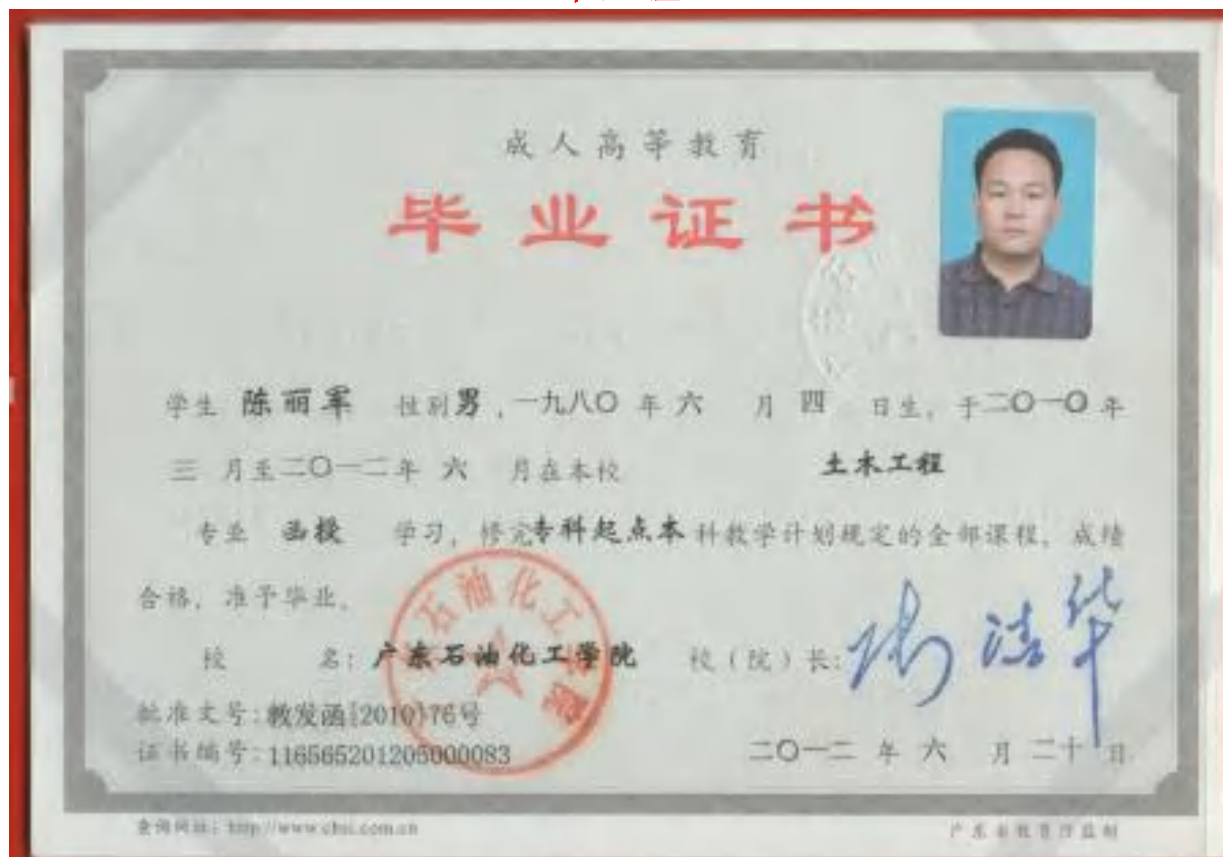 成人高等教育
毕业证书
学生 陈丽军 性别男，一九八〇年六 月四 日生，于二〇一〇年
三 月至二〇一二年 六 月在本校 土木工程
专业 函授 学习，修完专科起点本科教学计划规定的全部课程，成绩
合格，准予毕业。
石油化工学院
校 名：广东石油化工学院 校（院）长：
批准文号：教发函[2010]76号
证书编号：116565201205000083 二〇一二 年 六 月 二十 日
查询网址：http://www.chsi.com.cn 广东省教育厅监制